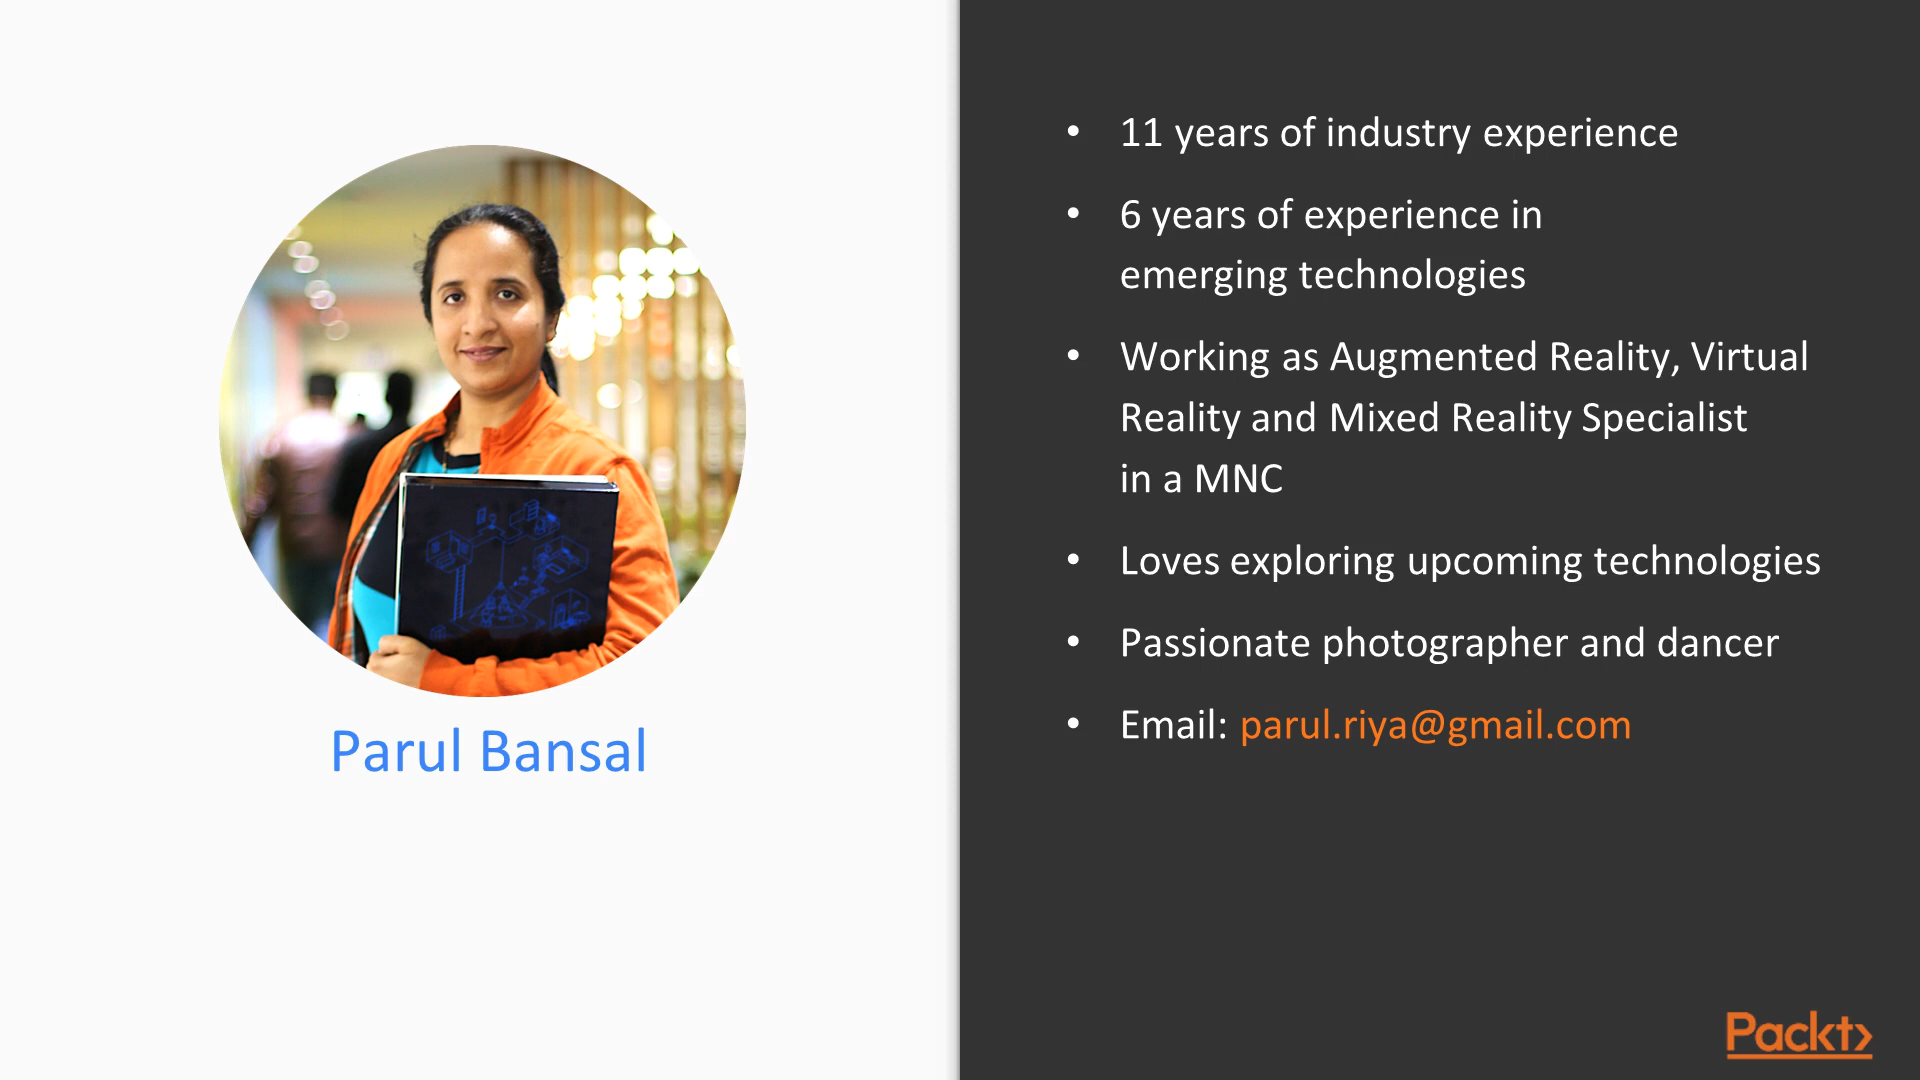 Parul Bansal
• 11 years of industry experience
• 6 years of experience in
emerging technologies
• Working as Augmented Reality, Virtual
Reality and Mixed Reality Specialist
in a MNC
• Loves exploring upcoming technologies
• Passionate photographer and dancer
• Email: parul.riya@gmail.com
Packt>